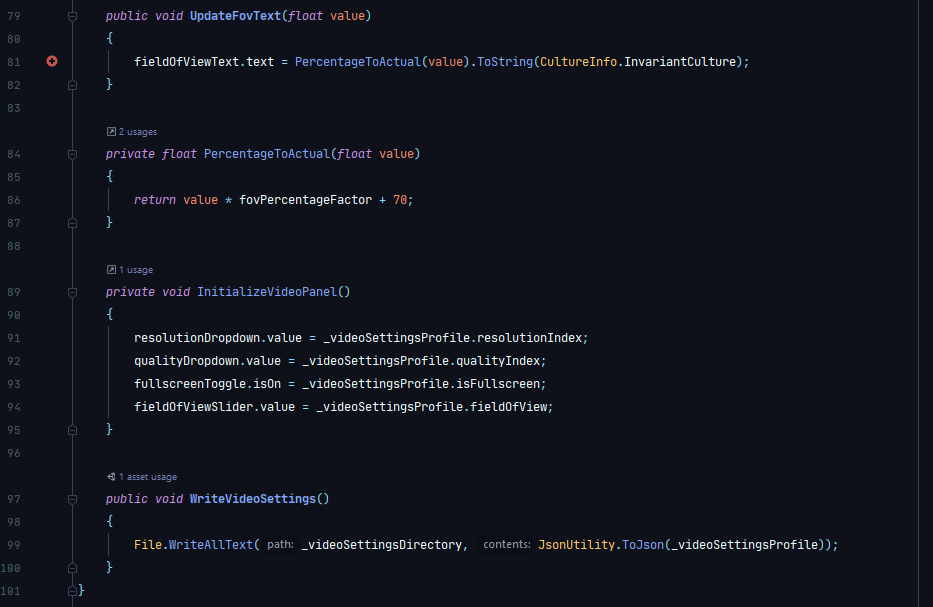 79 public void UpdateFovText(float value)
80 {
81 fieldOfViewText.text = PercentageToActual(value).ToString(CultureInfo.InvariantCulture);
82 }
83
2 usages
84 private float PercentageToActual(float value)
85 {
86 return value * fovPercentageFactor + 70;
87 }
88
1 usage
89 private void InitializeVideoPanel()
90 {
91 resolutionDropdown.value = _videoSettingsProfile.resolutionIndex;
92 qualityDropdown.value = _videoSettingsProfile.qualityIndex;
93 fullscreenToggle.isOn = _videoSettingsProfile.isFullscreen;
94 fieldOfViewSlider.value = _videoSettingsProfile.fieldOfView;
95 }
96
1 asset usage
97 public void WriteVideoSettings()
98 {
99 File.WriteAllText( path: _videoSettingsDirectory, contents: JsonUtility.ToJson(_videoSettingsProfile));
100 }
101 }